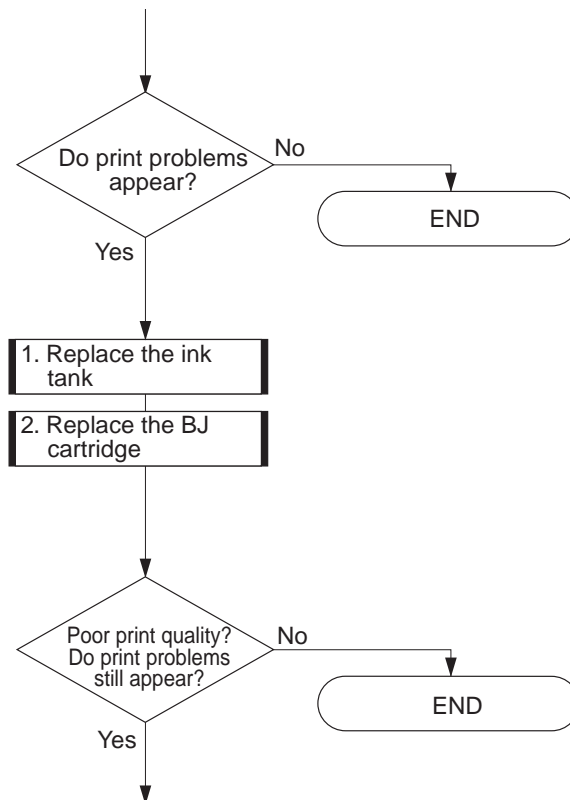 Do print problems
appear?
No
END
Yes
1. Replace the ink
tank
2. Replace the BJ
cartridge
Poor print quality?
Do print problems
still appear?
No
END
Yes